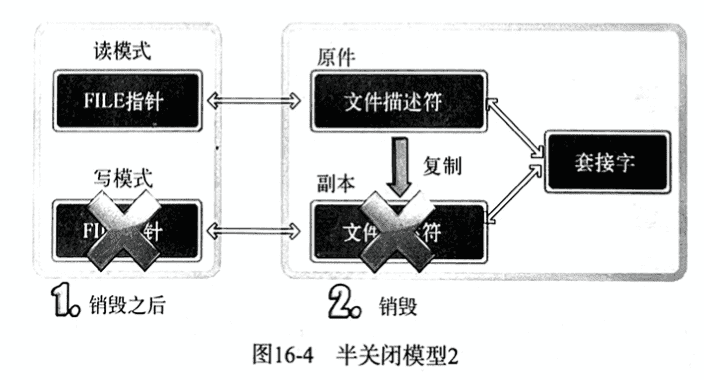 读模式
FILE指针
写模式
FI 针
1. 销毁之后
原件
文件描述符
复制
副本
文件 符
2. 销毁
套接字
图16-4 半关闭模型2